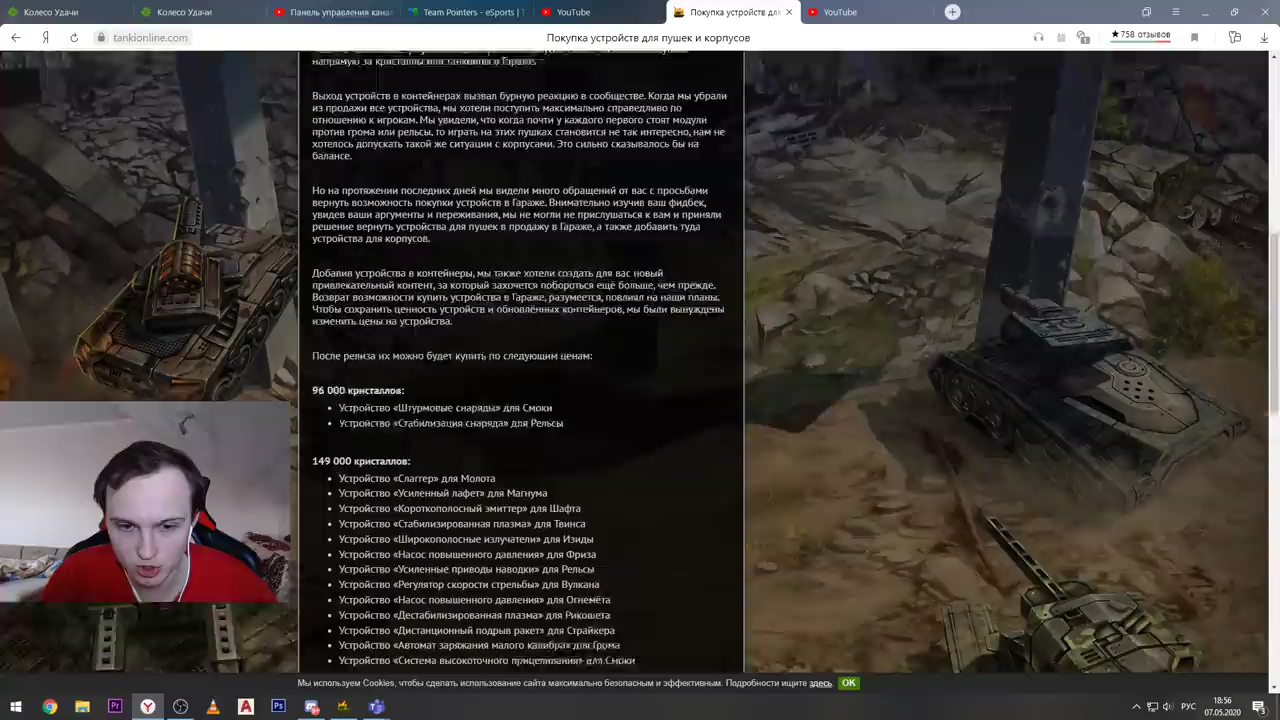 Колесо Удачи
Колесо Удачи
Панель управления кана
Team Pointers - eSports | 1
YouTube
Покупка устройств для
YouTube
tankionline.com
Покупка устройств для пушек и корпусов
★758 отзывов
напрямую за кристаллы из танкового Гаража.
Выход устройств в контейнерах вызвал бурную реакцию в сообществе. Когда мы убрали
из продажи все устройства, мы хотели поступить максимально справедливо по
отношению к игрокам. Мы увидели, что когда почти у каждого первого стоят модули
против грома или рельсы, то играть на этих пушках становится не так интересно, нам не
хотелось допускать такой же ситуации с корпусами. Это сильно сказывалось бы на
балансе.
Но на протяжении последних дней мы видели много обращений от вас с просьбами
вернуть возможность покупки устройств в Гараже. Внимательно изучив ваш фидбек,
увидев ваши аргументы и переживания, мы не могли не прислушаться к вам и приняли
решение вернуть устройства для пушек в продажу в Гараже, а также добавить туда
устройства для корпусов.
Добавив устройства в контейнеры, мы также хотели создать для вас новый
привлекательный контент, за который захочется побороться ещё больше, чем прежде.
Возврат возможности купить устройства в Гараже, разумеется, повлиял на наши планы.
Чтобы сохранить ценность устройств и обновлённых контейнеров, мы были вынуждены
изменить цены на устройства.
После релиза их можно будет купить по следующим ценам:
96 000 кристаллов:
Устройство «Штурмовые снаряды» для Смоки
Устройство «Стабилизация снаряда» для Рельсы
149 000 кристаллов:
Устройство «Слаггер» для Молота
Устройство «Усиленный лафет» для Магнума
Устройство «Короткополосный эмиттер» для Шафта
Устройство «Стабилизированная плазма» для Твинса
Устройство «Широкополосные излучатели» для Изиды
Устройство «Насос повышенного давления» для Фриза
Устройство «Усиленные приводы наводки» для Рельсы
Устройство «Регулятор скорости стрельбы» для Вулкана
Устройство «Насос повышенного давления» для Огнемёта
Устройство «Дестабилизированная плазма» для Рикошета
Устройство «Дистанционный подрыв ракет» для Страйкера
Устройство «Автомат заряжания малого калибра» для Грома
Устройство «Система высокоточного прицеливания» для Смоки
Мы используем Cookies, чтобы сделать использование сайта максимально безопасным и эффективным. Подробности ищите здесь. OK
РУС
18:56
07.05.2020